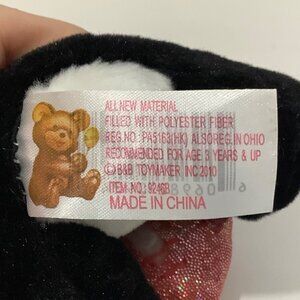 ALL NEW MATERIAL
FILLED WITH POLYESTER FIBER
REG.NO. PA5163(HK) ALSO REG. IN OHIO
RECOMMENDED FOR AGE 3 YEARS & UP
©B&B TOYMAKER INC 2010
ITEM NO.: 9246B
MADE IN CHINA